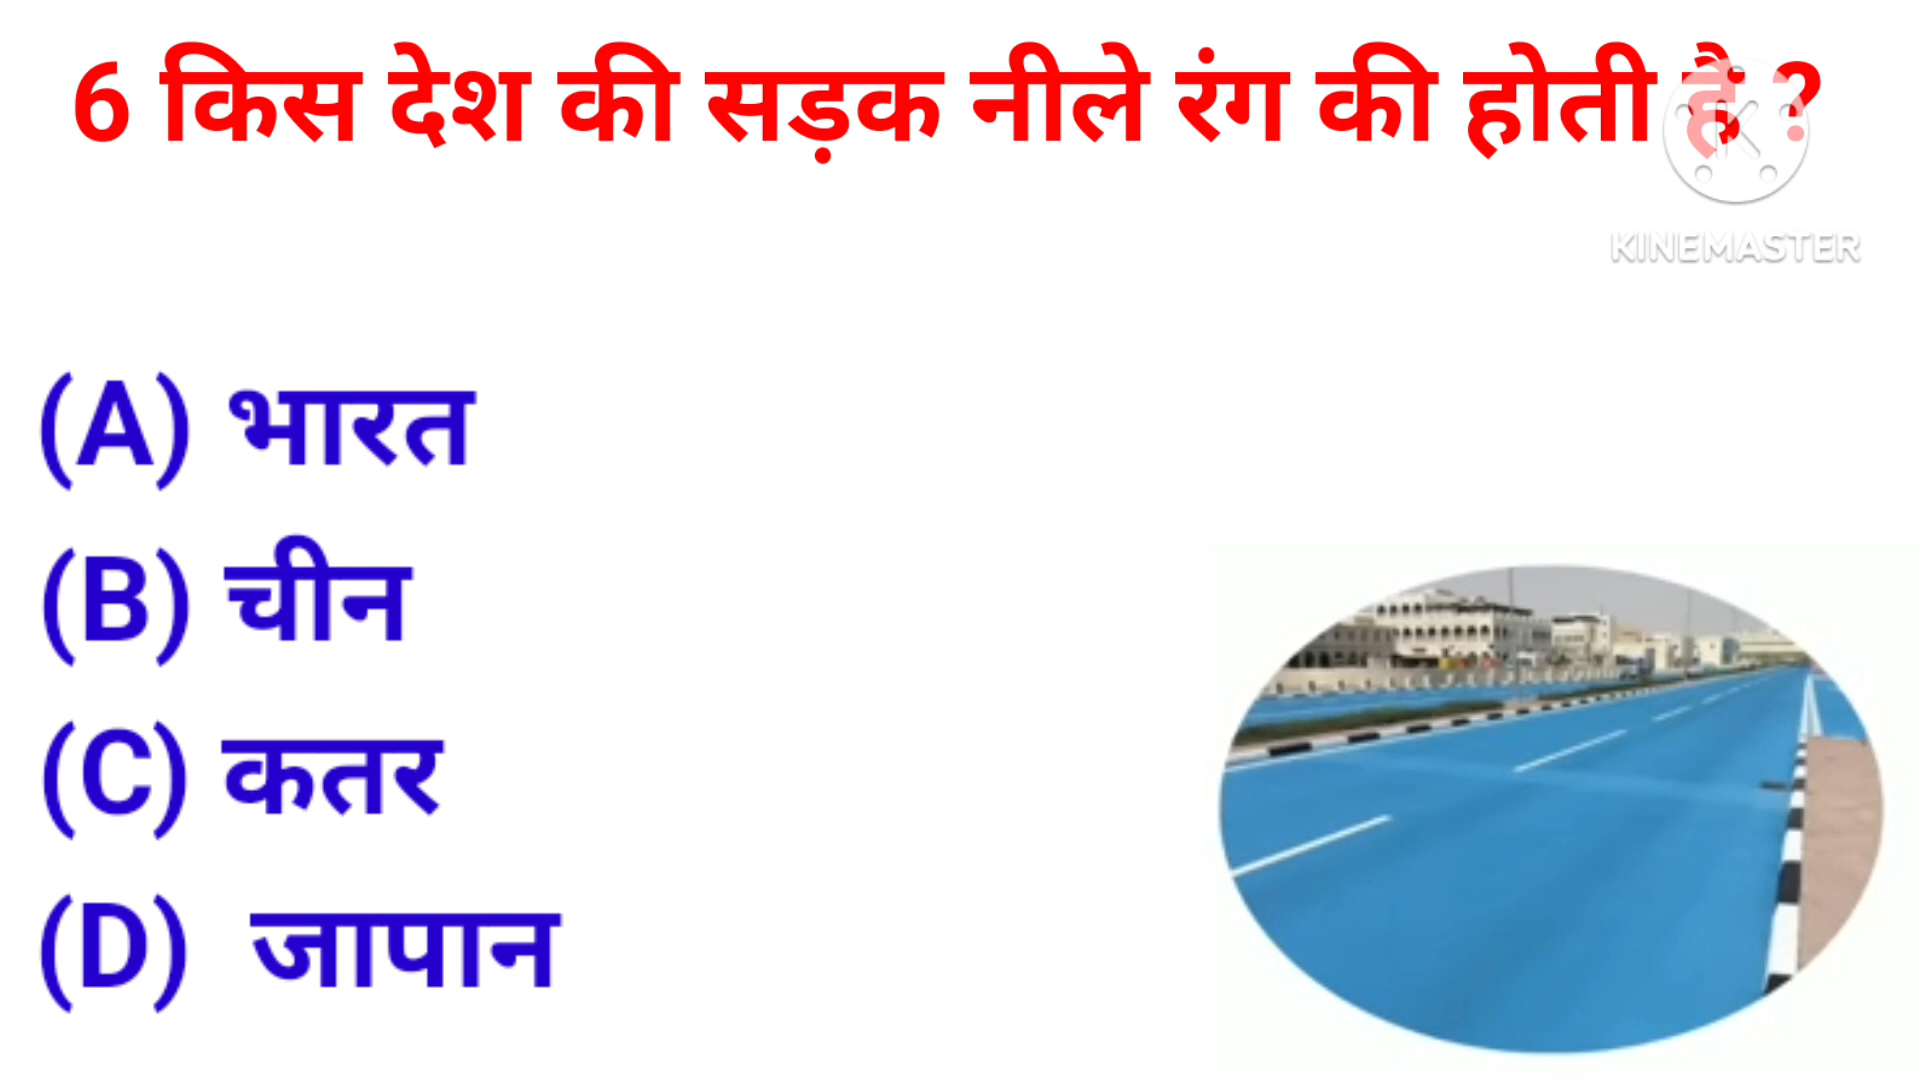 6 किस देश की सड़क नीले रंग की होती है ?
KINEMASTER
(A) भारत
(B) चीन
(C) कतर
(D) जापान